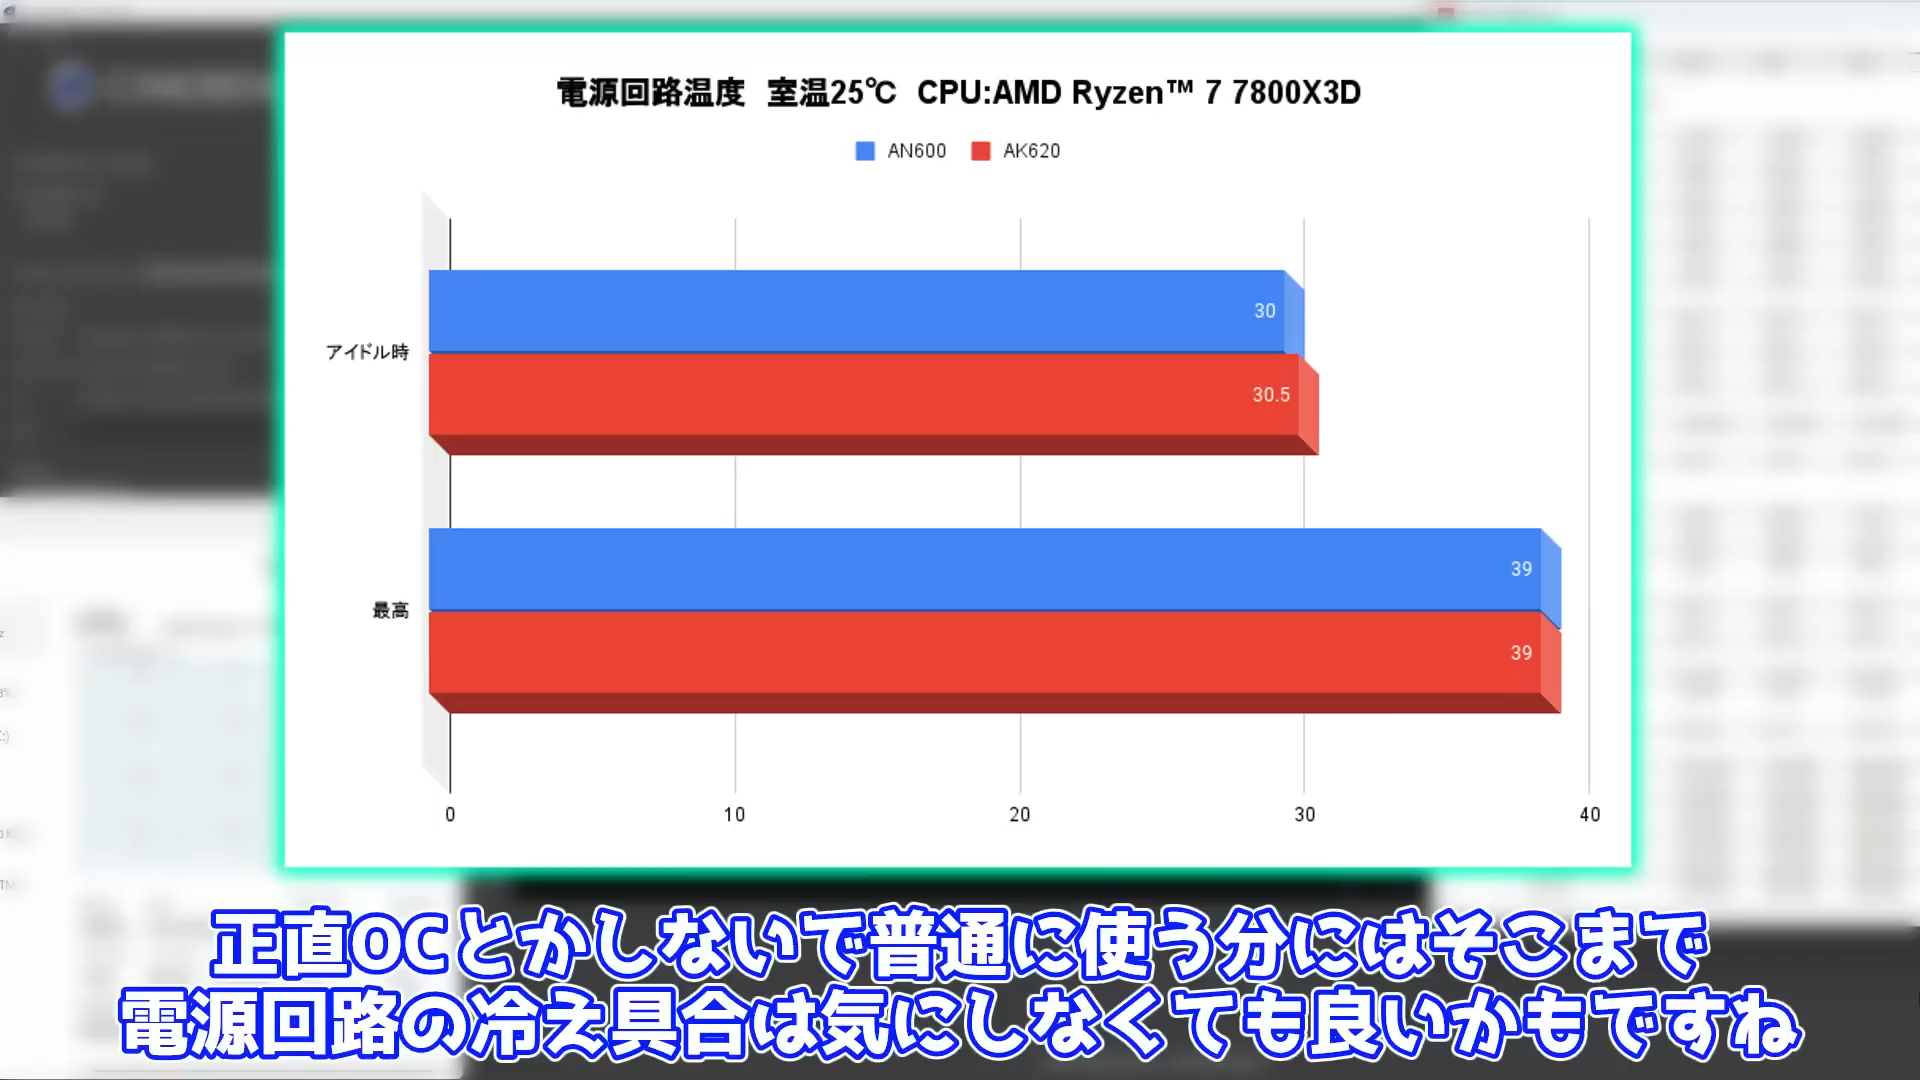 電源回路温度　室温25℃　CPU:AMD Ryzen™ 7 7800X3D
AN600 AK620
アイドル時
30
30.5
最高
39
39
0 10 20 30 40
正直OCとかしないで普通に使う分にはそこまで
電源回路の冷え具合は気にしなくても良いかもですね